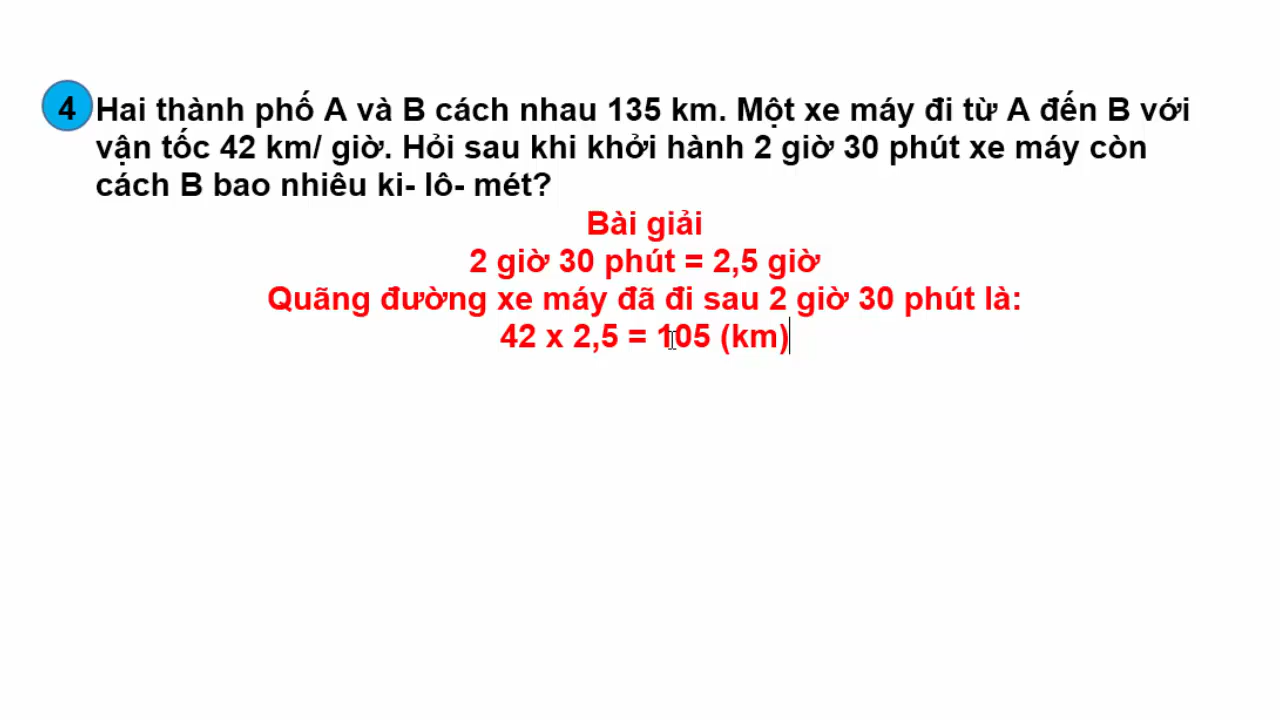 4 Hai thành phố A và B cách nhau 135 km. Một xe máy đi từ A đến B với
vận tốc 42 km/ giờ. Hỏi sau khi khởi hành 2 giờ 30 phút xe máy còn
cách B bao nhiêu ki- lô- mét?
Bài giải
2 giờ 30 phút = 2,5 giờ
Quãng đường xe máy đã đi sau 2 giờ 30 phút là:
42 x 2,5 = 105 (km)